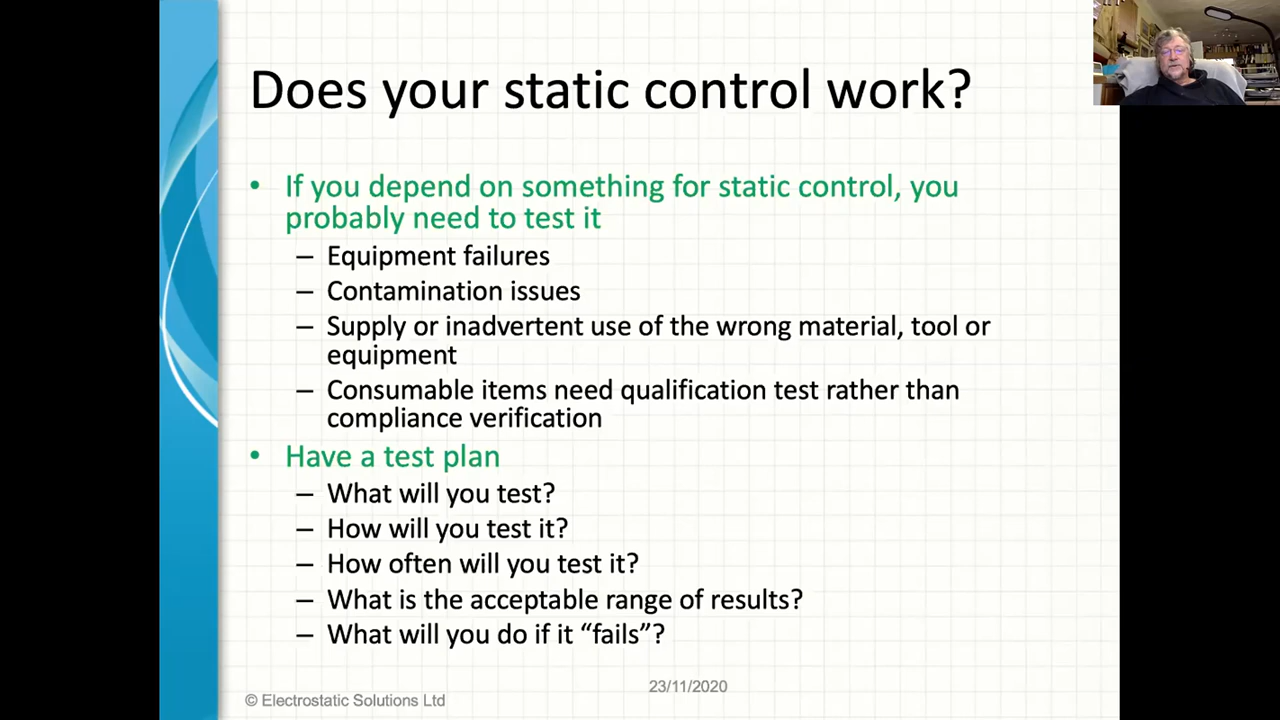 Does your static control work?
• If you depend on something for static control, you
probably need to test it
– Equipment failures
– Contamination issues
– Supply or inadvertent use of the wrong material, tool or
equipment
– Consumable items need qualification test rather than
compliance verification
• Have a test plan
– What will you test?
– How will you test it?
– How often will you test it?
– What is the acceptable range of results?
– What will you do if it “fails”?
23/11/2020
© Electrostatic Solutions Ltd